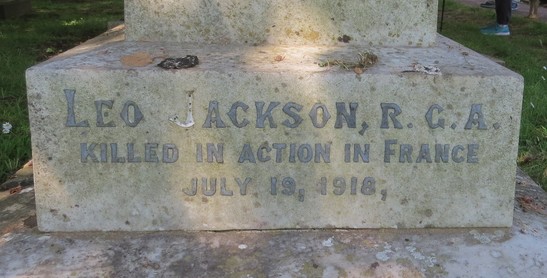 LEO JACKSON, R. G. A.
KILLED IN ACTION IN FRANCE
JULY 19, 1918,